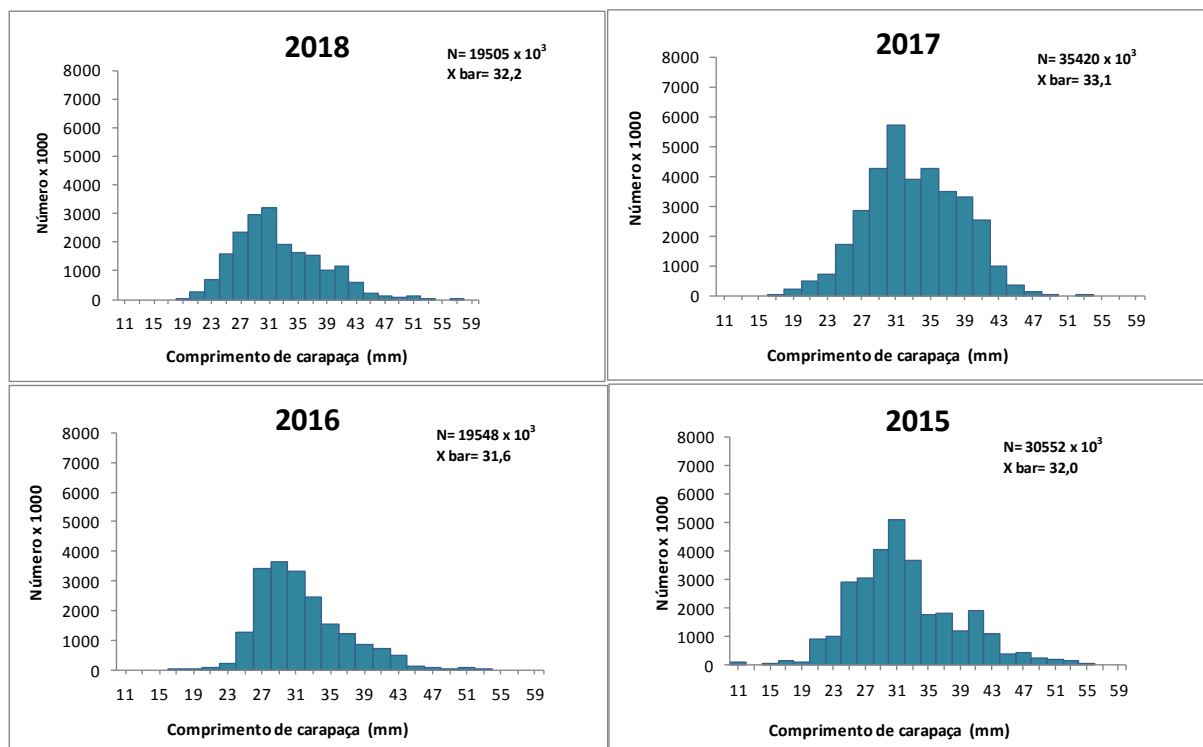 2018
N= 19505 x 10³
X bar= 32,2
8000
7000
6000
5000
4000
3000
2000
1000
0
Número x 1000
11 15 19 23 27 31 35 39 43 47 51 55 59
Comprimento de carapaça (mm)
2017
N= 35420 x 10³
X bar= 33,1
8000
7000
6000
5000
4000
3000
2000
1000
0
Número x 1000
11 15 19 23 27 31 35 39 43 47 51 55 59
Comprimento de carapaça (mm)
2016
N= 19548 x 10³
X bar= 31,6
8000
7000
6000
5000
4000
3000
2000
1000
0
Número x 1000
11 15 19 23 27 31 35 39 43 47 51 55 59
Comprimento de carapaça (mm)
2015
N= 30552 x 10³
X bar= 32,0
8000
7000
6000
5000
4000
3000
2000
1000
0
Número x 1000
11 15 19 23 27 31 35 39 43 47 51 55 59
Comprimento de carapaça (mm)